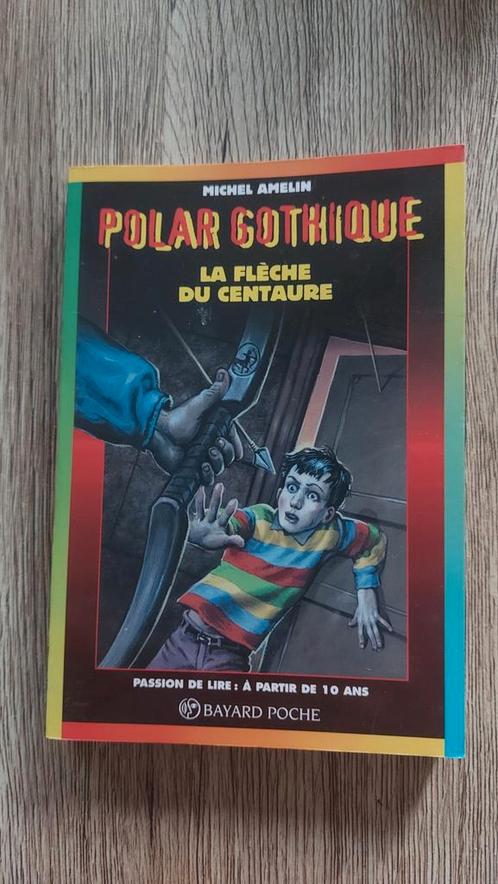 MICHEL AMELIN
POLAR GOTHIQUE
LA FLÈCHE
DU CENTAURE
PASSION DE LIRE : À PARTIR DE 10 ANS
BAYARD POCHE